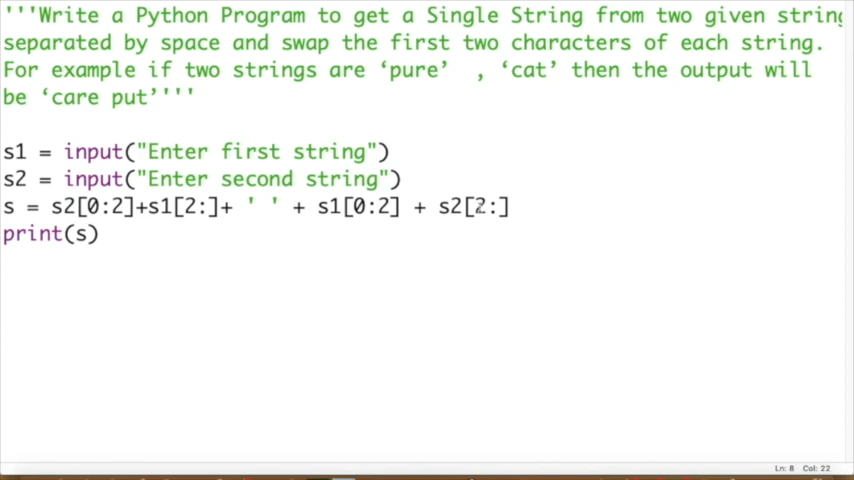 '''Write a Python Program to get a Single String from two given string
separated by space and swap the first two characters of each string.
For example if two strings are ‘pure’ , ‘cat’ then the output will
be ‘care put’'''
s1 = input("Enter first string")
s2 = input("Enter second string")
s = s2[0:2]+s1[2:]+ ' ' + s1[0:2] + s2[2:]
print(s)
Ln: 8 Col: 22